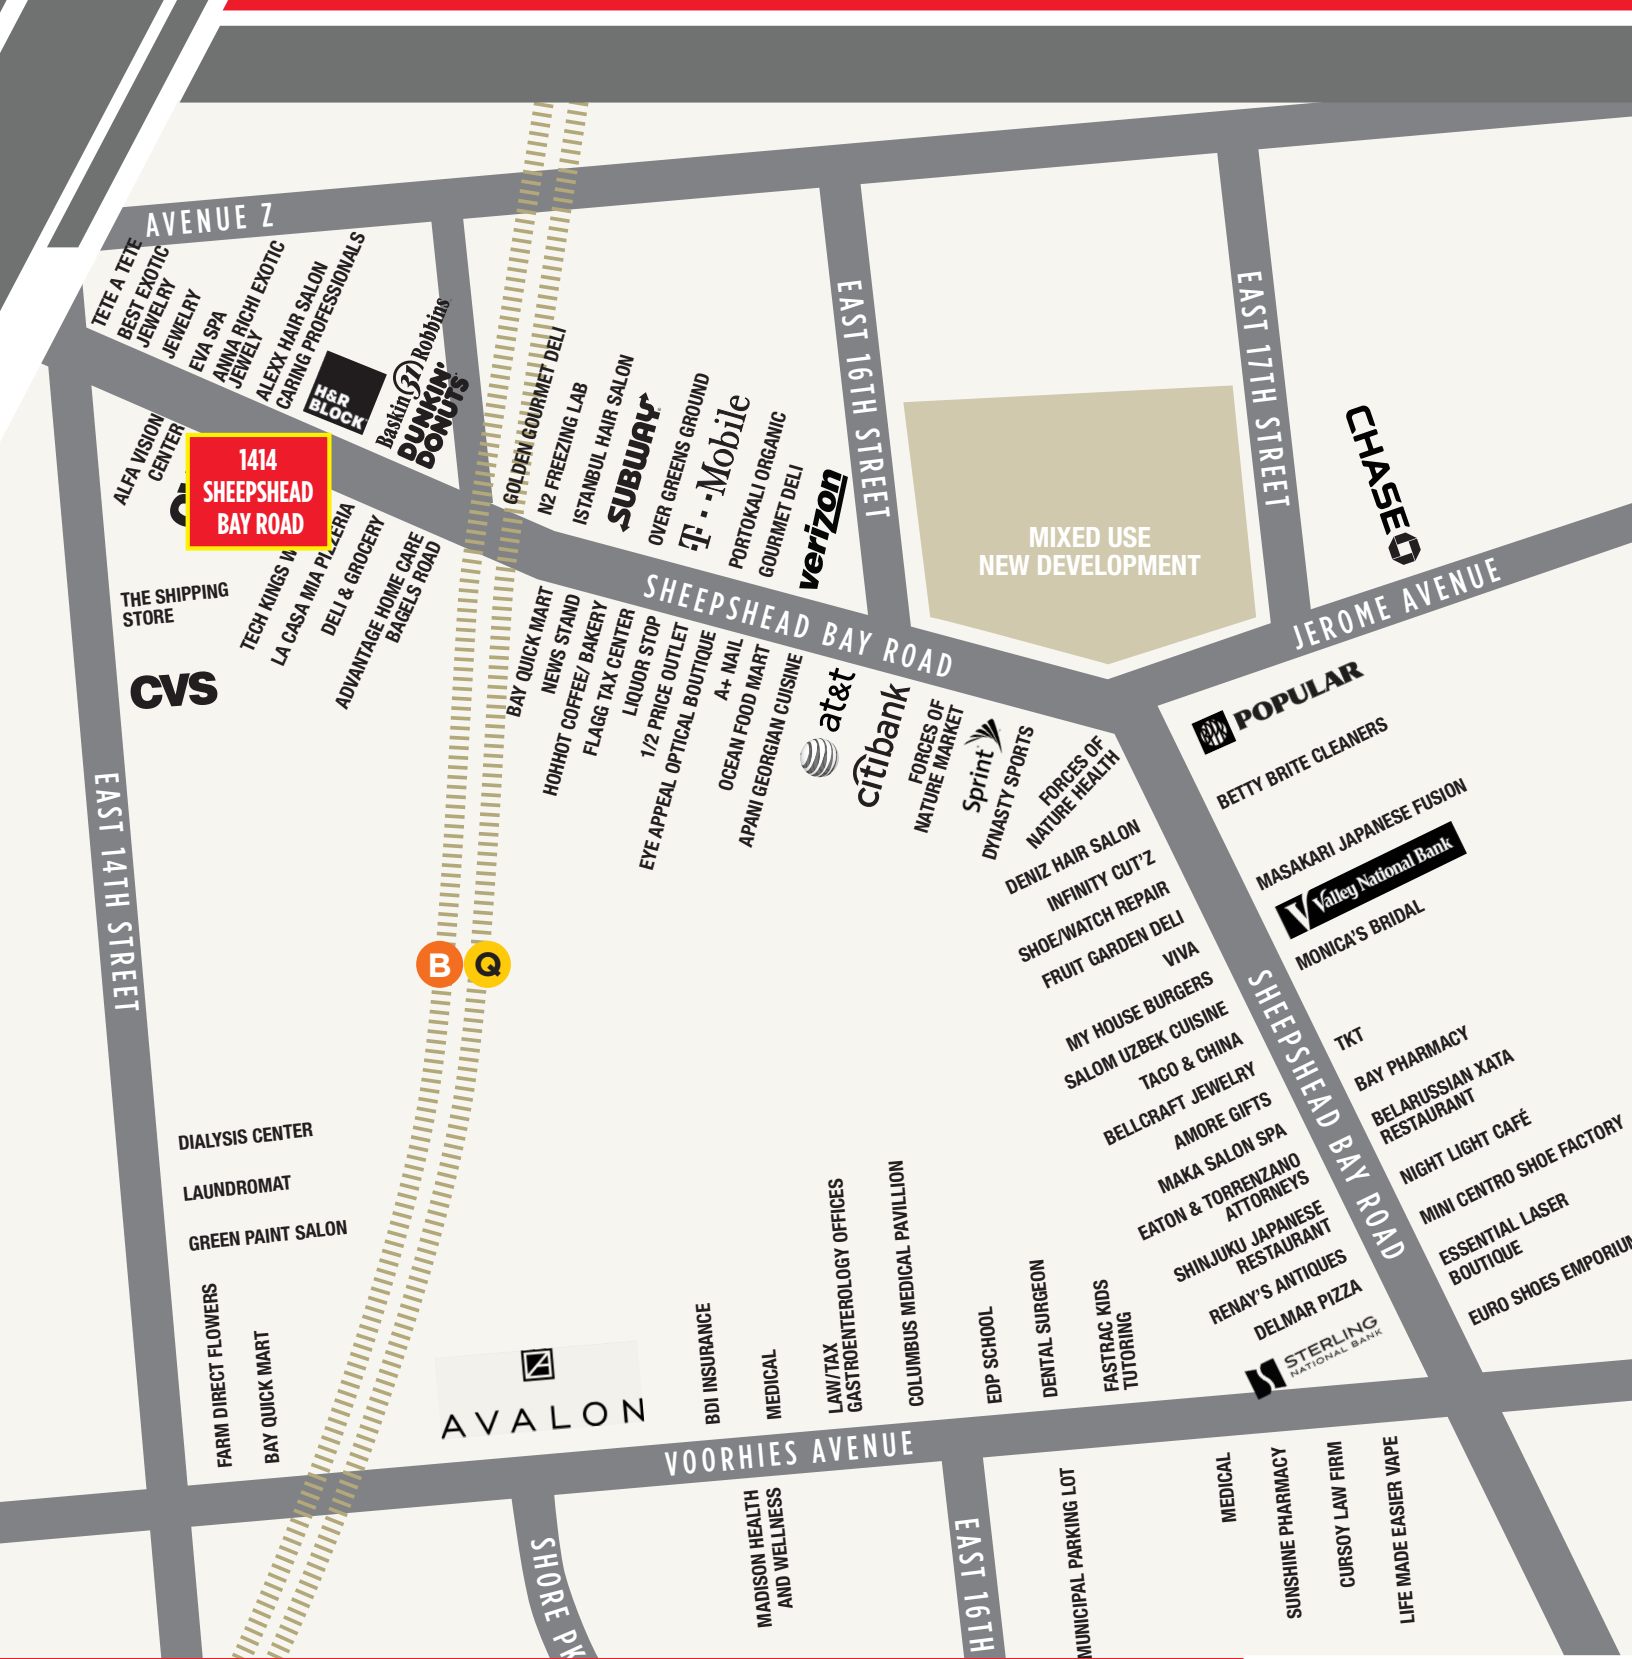 AVENUE Z
TETE A TETE
BEST EXOTIC
JEWELRY
JEWELRY
EVA SPA
ANNA RICHI EXOTIC
JEWELY
ALEXX HAIR SALON
CARING PROFESSIONALS
H&R
BLOCK
Baskin 31 Robbins
DUNKIN'
DONUTS
GOLDEN GOURMET DELI
N2 FREEZING LAB
ISTANBUL HAIR SALON
SUBWAY
OVER GREENS GROUND
T··Mobile
PORTOKALI ORGANIC
GOURMET DELI
verizon
EAST 16TH STREET
MIXED USE
NEW DEVELOPMENT
EAST 17TH STREET
CHASE
JEROME AVENUE
ALFA VISION
CENTER
1414
SHEEPSHEAD
BAY ROAD
THE SHIPPING
STORE
CVS
TECH KINGS
LA CASA MIA PIZZERIA
DELI & GROCERY
ADVANTAGE HOME CARE
BAGELS ROAD
SHEEPSHEAD BAY ROAD
BAY QUICK MART
NEWS STAND
HOHHOT COFFEE/ BAKERY
FLAGG TAX CENTER
LIQUOR STOP
1/2 PRICE OUTLET
EYE APPEAL OPTICAL BOUTIQUE
A+ NAIL
OCEAN FOOD MART
APANI GEORGIAN CUISINE
at&t
citibank
FORCES OF
NATURE MARKET
Sprint
DYNASTY SPORTS
FORCES OF
NATURE HEALTH
POPULAR
BETTY BRITE CLEANERS
MASAKARI JAPANESE FUSION
Valley National Bank
MONICA'S BRIDAL
EAST 14TH STREET
B Q
DENIZ HAIR SALON
INFINITY CUT'Z
SHOE/WATCH REPAIR
FRUIT GARDEN DELI
VIVA
MY HOUSE BURGERS
SALOM UZBEK CUISINE
TACO & CHINA
BELLCRAFT JEWELRY
AMORE GIFTS
MAKA SALON SPA
EATON & TORRENZANO
ATTORNEYS
SHINJUKU JAPANESE
RESTAURANT
RENAY'S ANTIQUES
DELMAR PIZZA
STERLING
NATIONAL BANK
SHEEPSHEAD BAY ROAD
TKT
BAY PHARMACY
BELARUSSIAN XATA
RESTAURANT
NIGHT LIGHT CAFÉ
MINI CENTRO SHOE FACTORY
ESSENTIAL LASER
BOUTIQUE
EURO SHOES EMPORIUM
DIALYSIS CENTER
LAUNDROMAT
GREEN PAINT SALON
FARM DIRECT FLOWERS
BAY QUICK MART
AVALON
BDI INSURANCE
MEDICAL
LAW/TAX
GASTROENTEROLOGY OFFICES
COLUMBUS MEDICAL PAVILLION
EDP SCHOOL
DENTAL SURGEON
FASTRAC KIDS
TUTORING
VOORHIES AVENUE
SHORE PK
MADISON HEALTH
AND WELLNESS
EAST 16TH
MUNICIPAL PARKING LOT
MEDICAL
SUNSHINE PHARMACY
CURSOY LAW FIRM
LIFE MADE EASIER VAPE